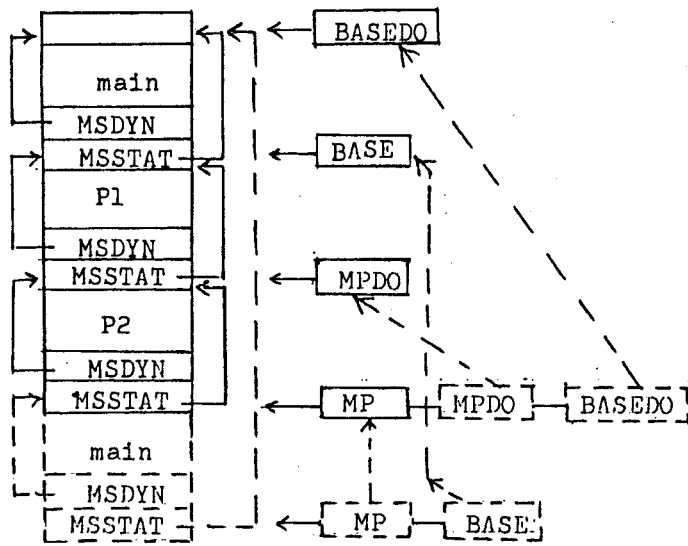 BASEDO
main
MSDYN
MSSTAT
BASE
P1
MSDYN
MSSTAT
MPDO
P2
MSDYN
MSSTAT
MP
MPDO
BASEDO
main
MSDYN
MSSTAT
MP
BASE